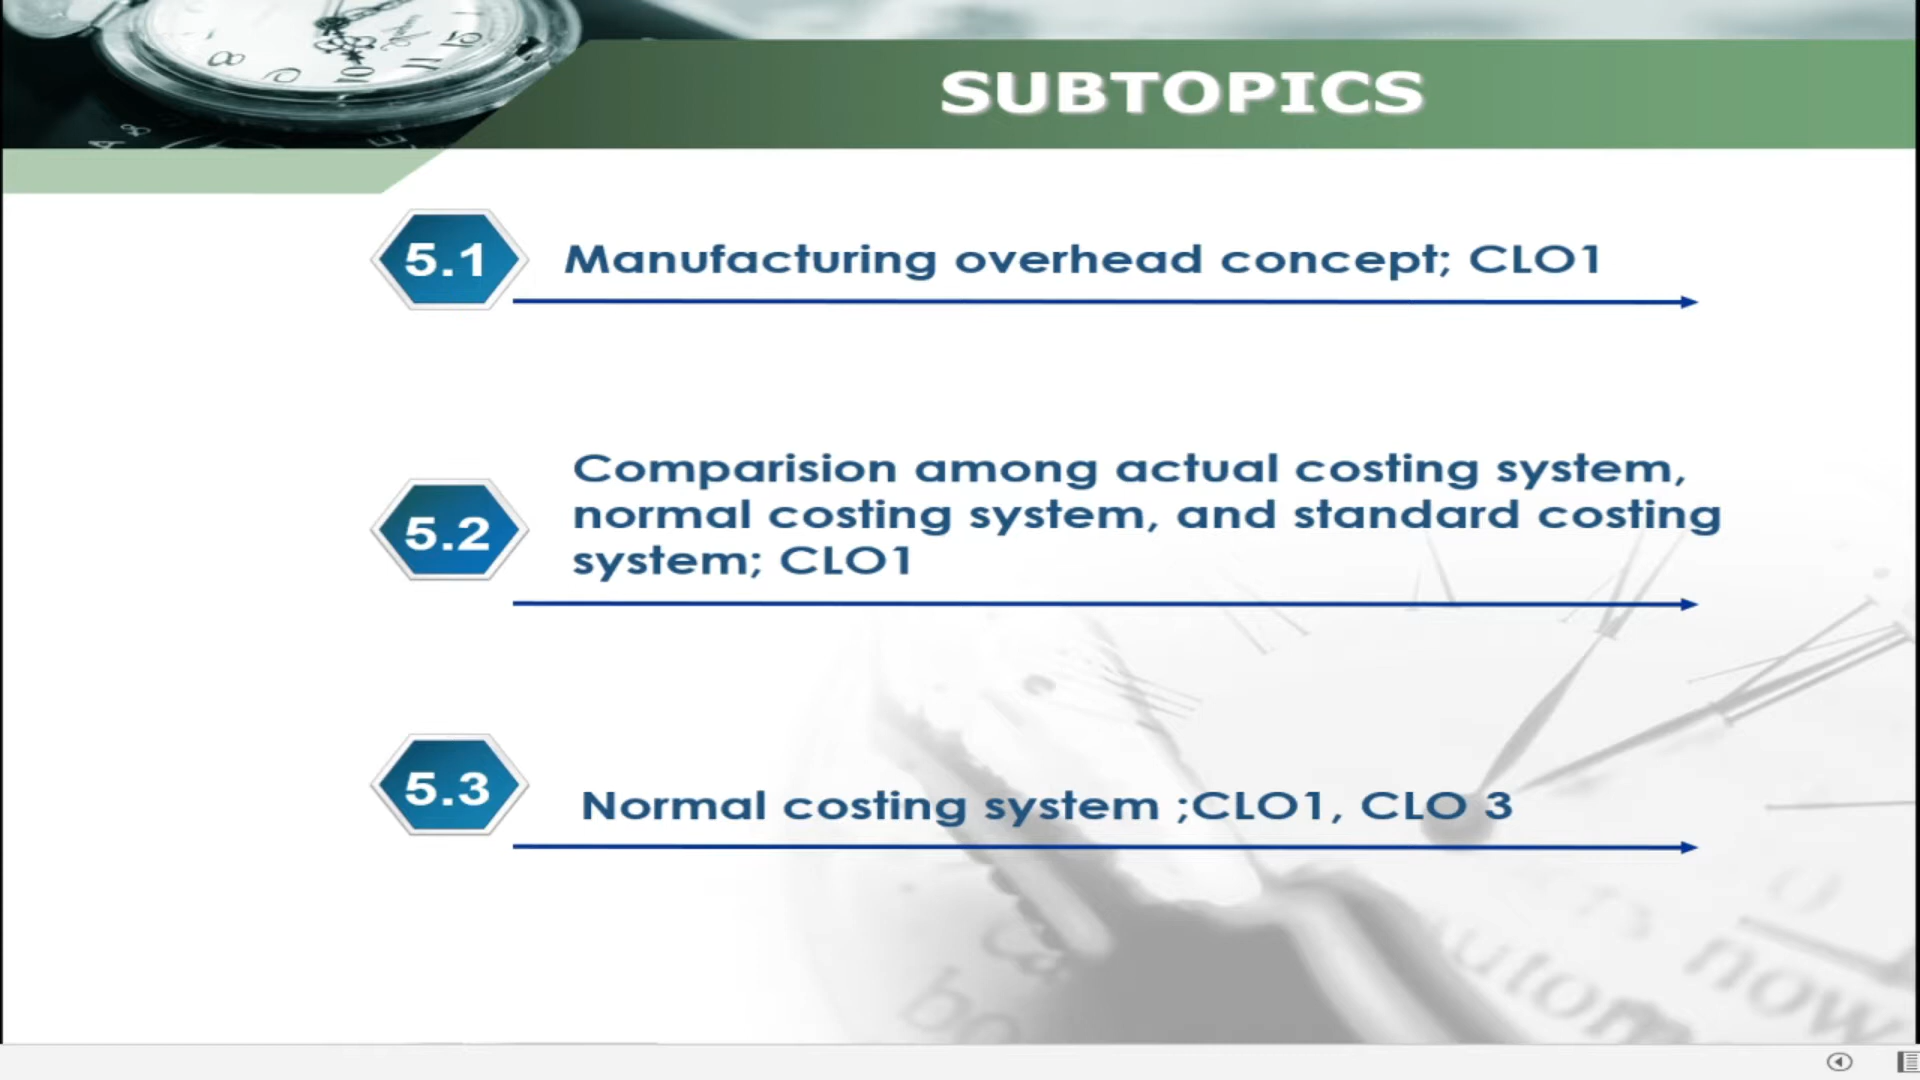 SUBTOPICS
5.1
Manufacturing overhead concept; CLO1
5.2
Comparision among actual costing system,
normal costing system, and standard costing
system; CLO1
5.3
Normal costing system ;CLO1, CLO 3
now